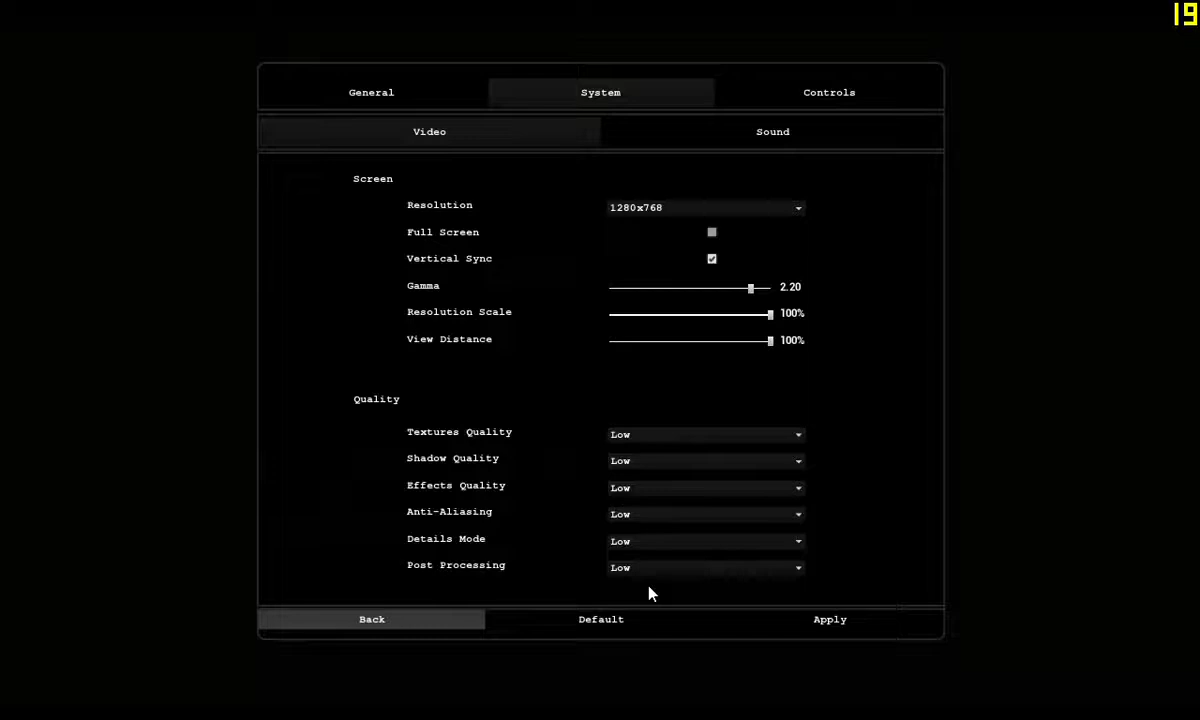 19
General System Controls
Video Sound
Screen
Resolution 1280x768
Full Screen
Vertical Sync
Gamma 2.20
Resolution Scale 100%
View Distance 100%
Quality
Textures Quality Low
Shadow Quality Low
Effects Quality Low
Anti-Aliasing Low
Details Mode Low
Post Processing Low
Back Default Apply